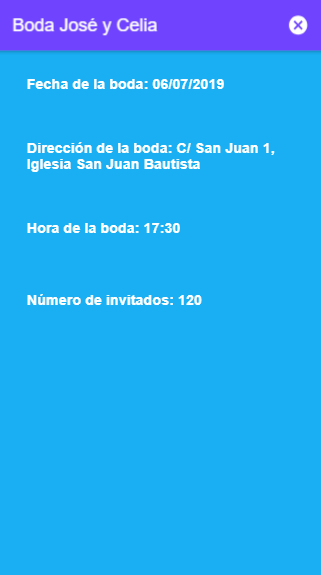 Boda José y Celia
Fecha de la boda: 06/07/2019
Dirección de la boda: C/ San Juan 1,
Iglesia San Juan Bautista
Hora de la boda: 17:30
Número de invitados: 120